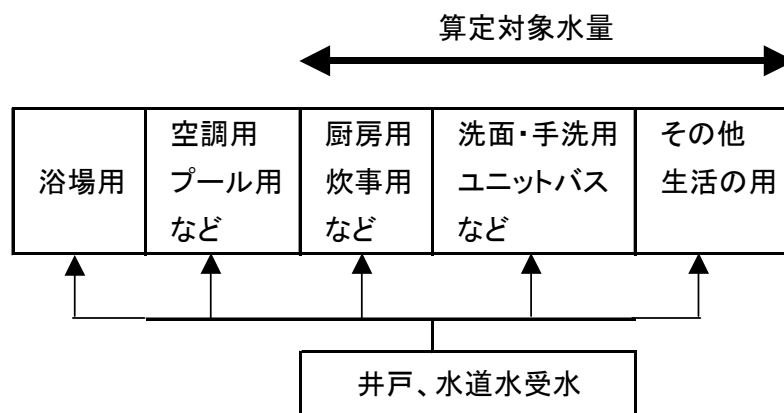 算定対象水量
浴場用
空調用
プール用
など
厨房用
炊事用
など
洗面・手洗用
ユニットバス
など
その他
生活の用
井戸、水道水受水